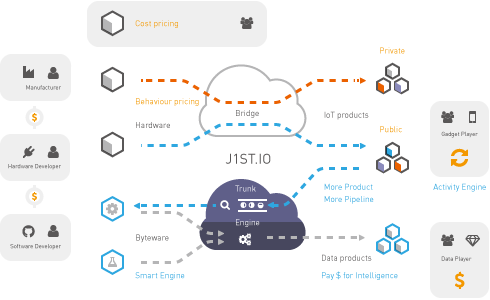 Cost pricing
Private
Manufacturer
$
Behaviour pricing
Bridge
IoT products
Hardware
Public
Gadget Player
Hardware Developer
J1ST.IO
Trunk
More Product
More Pipeline
Activity Engine
$
Engine
Byteware
Software Developer
Data products
Data Player
Smart Engine
Pay $ for Intelligence
$